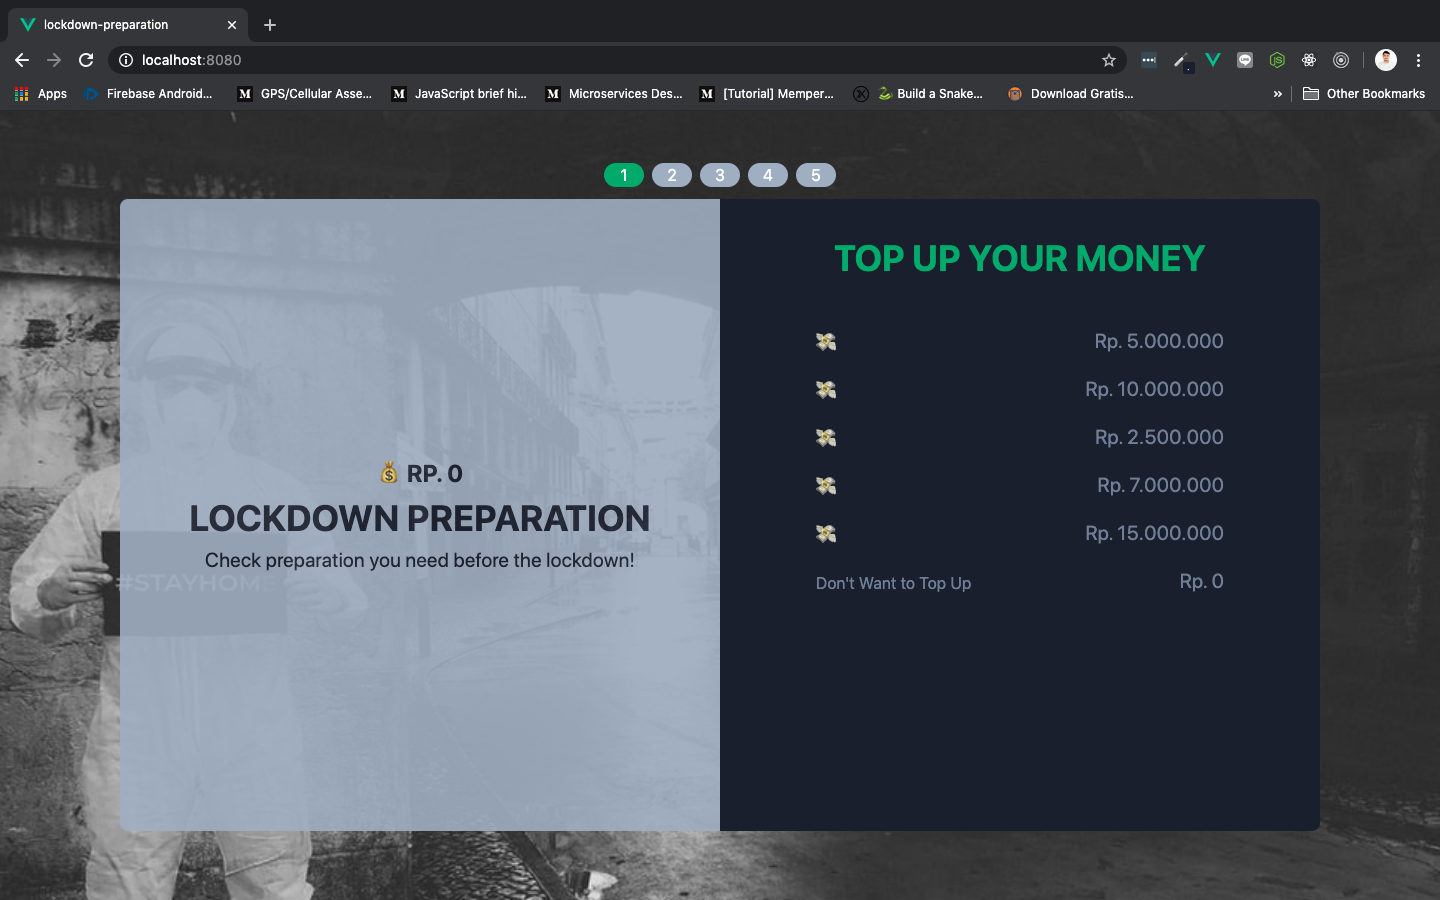 lockdown-preparation
localhost:8080
Apps
Firebase Android...
GPS/Cellular Asse...
JavaScript brief hi...
Microservices Des...
[Tutorial] Memper...
Build a Snake...
Download Gratis...
»
Other Bookmarks
1 2 3 4 5
RP. 0
LOCKDOWN PREPARATION
Check preparation you need before the lockdown!
#STAYHOME
TOP UP YOUR MONEY
Rp. 5.000.000
Rp. 10.000.000
Rp. 2.500.000
Rp. 7.000.000
Rp. 15.000.000
Don't Want to Top Up Rp. 0